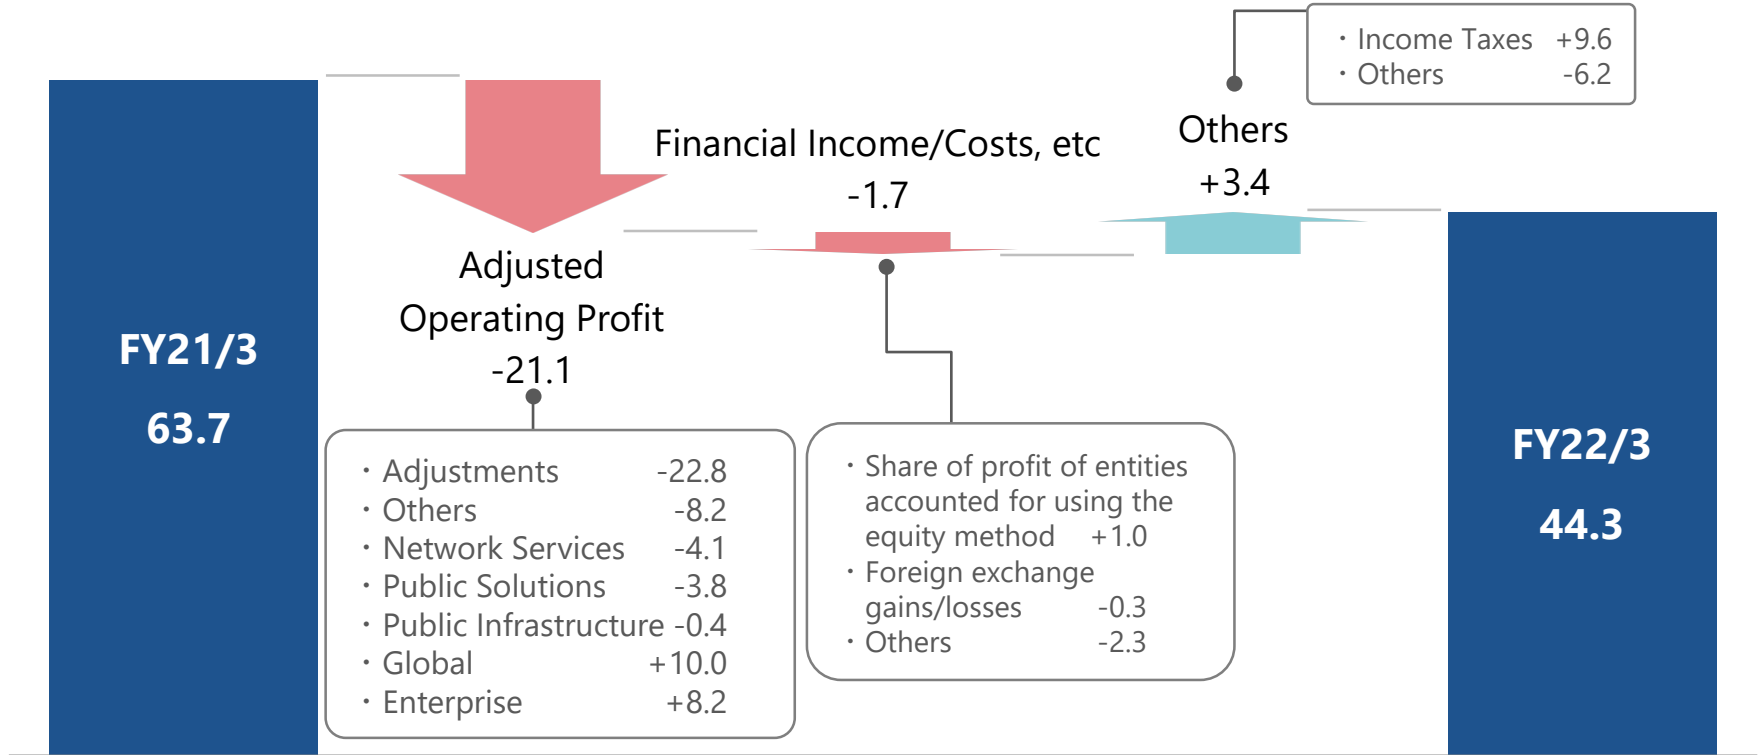 FY21/3
63.7
Adjusted
Operating Profit
-21.1
・Adjustments -22.8
・Others -8.2
・Network Services -4.1
・Public Solutions -3.8
・Public Infrastructure -0.4
・Global +10.0
・Enterprise +8.2
Financial Income/Costs, etc
-1.7
・Share of profit of entities
accounted for using the
equity method +1.0
・Foreign exchange
gains/losses -0.3
・Others -2.3
Others
+3.4
・Income Taxes +9.6
・Others -6.2
FY22/3
44.3